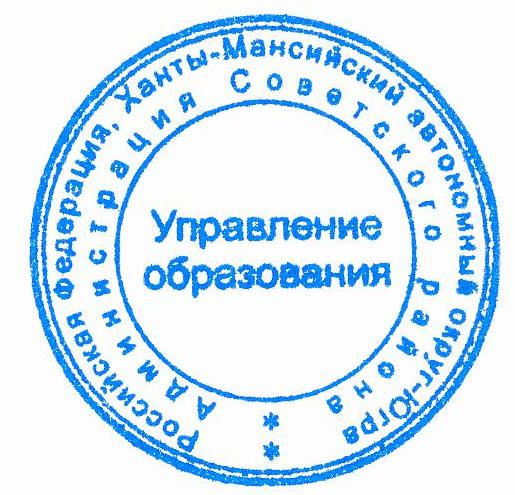 Российская Федерация, Ханты-Мансийский автономный округ-Югра
Администрация Советского района
Управление
образования
*
*